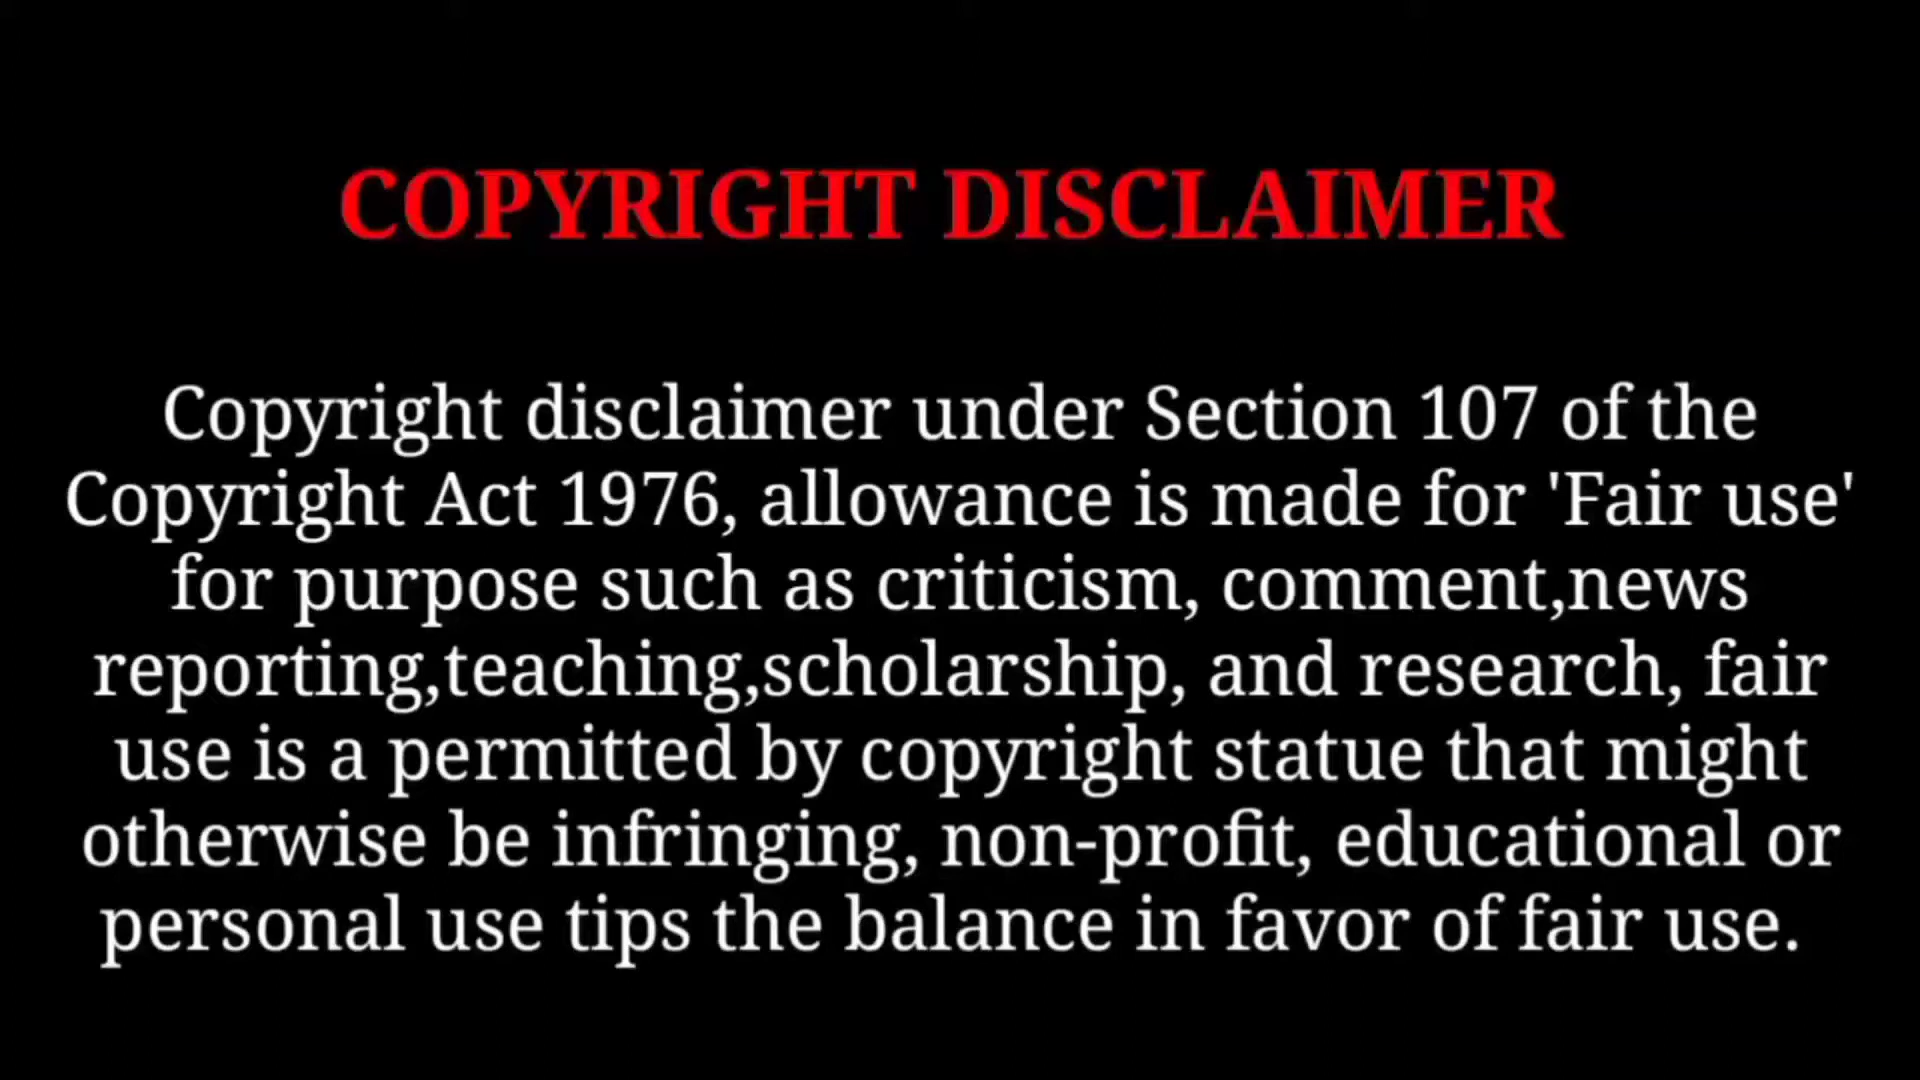 COPYRIGHT DISCLAIMER
Copyright disclaimer under Section 107 of the
Copyright Act 1976, allowance is made for 'Fair use'
for purpose such as criticism, comment,news
reporting,teaching,scholarship, and research, fair
use is a permitted by copyright statue that might
otherwise be infringing, non-profit, educational or
personal use tips the balance in favor of fair use.